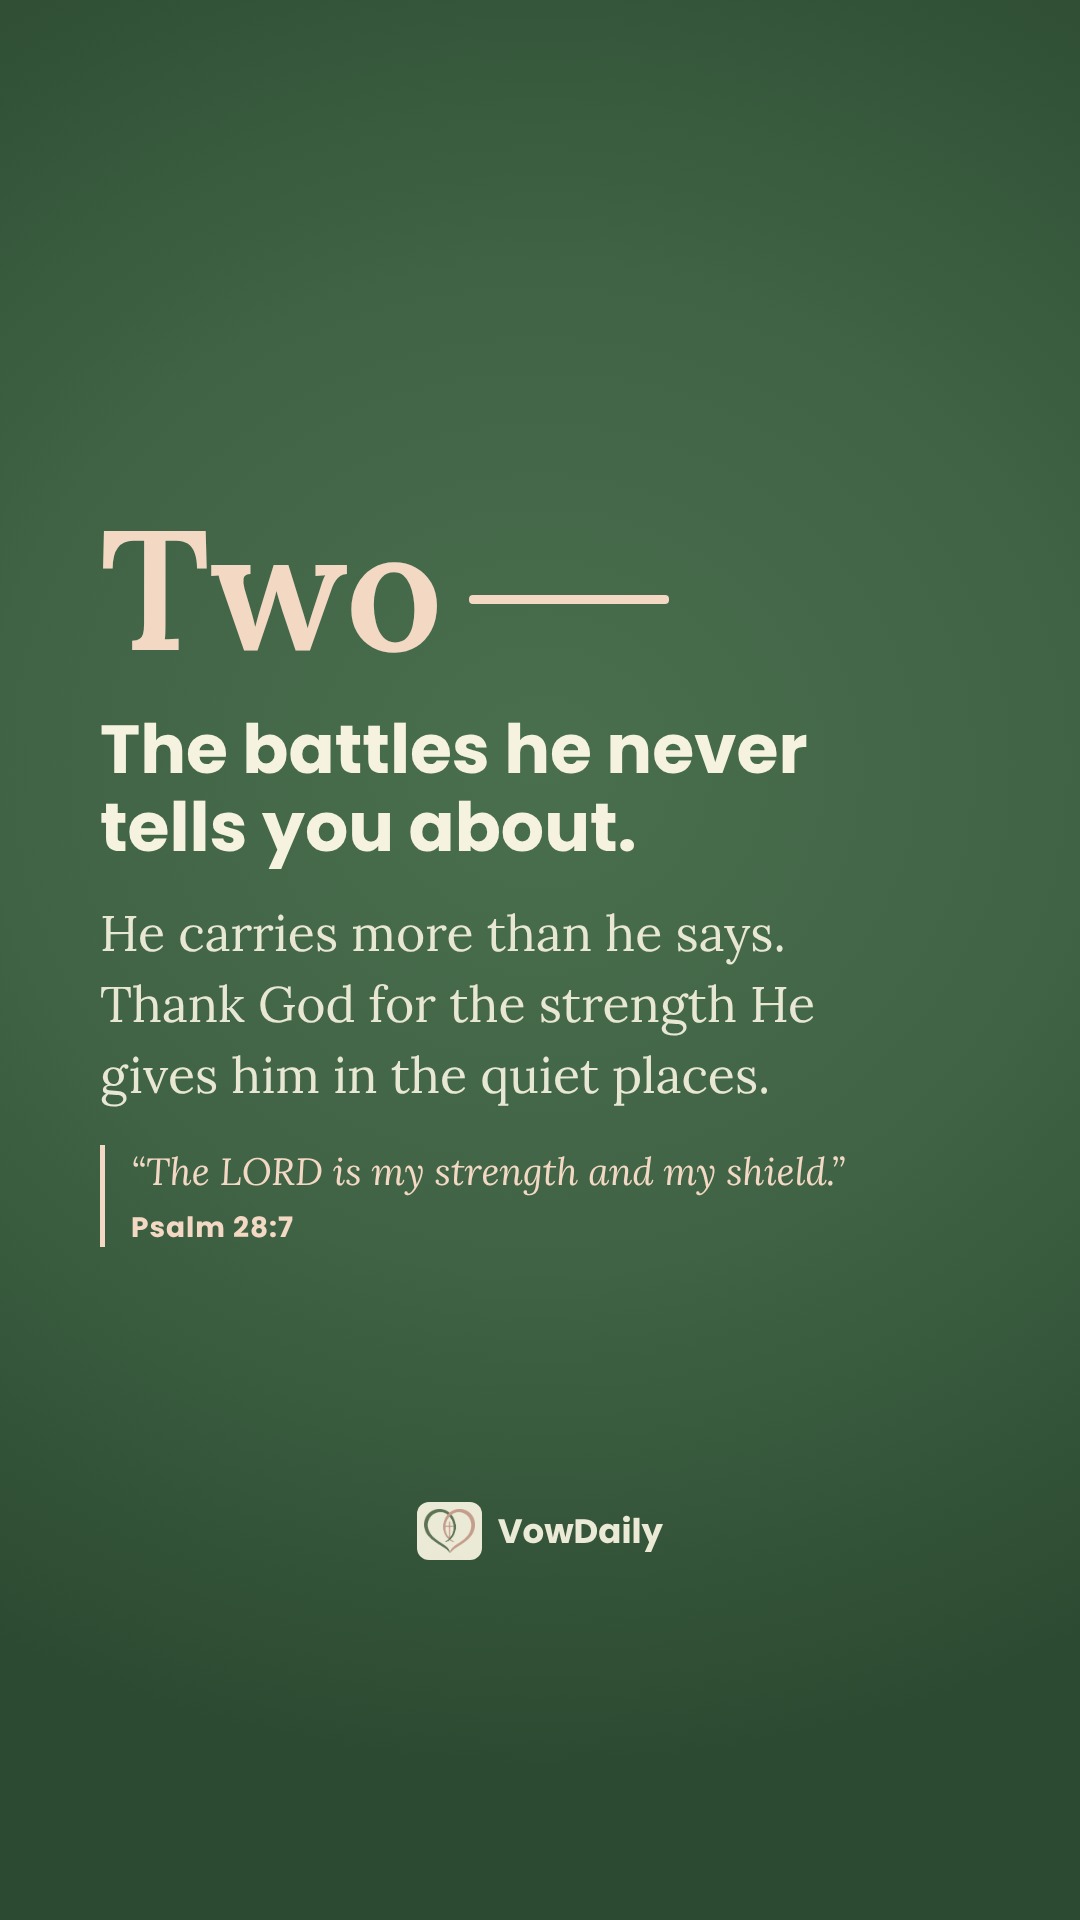 Two —
The battles he never
tells you about.
He carries more than he says.
Thank God for the strength He
gives him in the quiet places.
“The LORD is my strength and my shield.”
Psalm 28:7
VowDaily